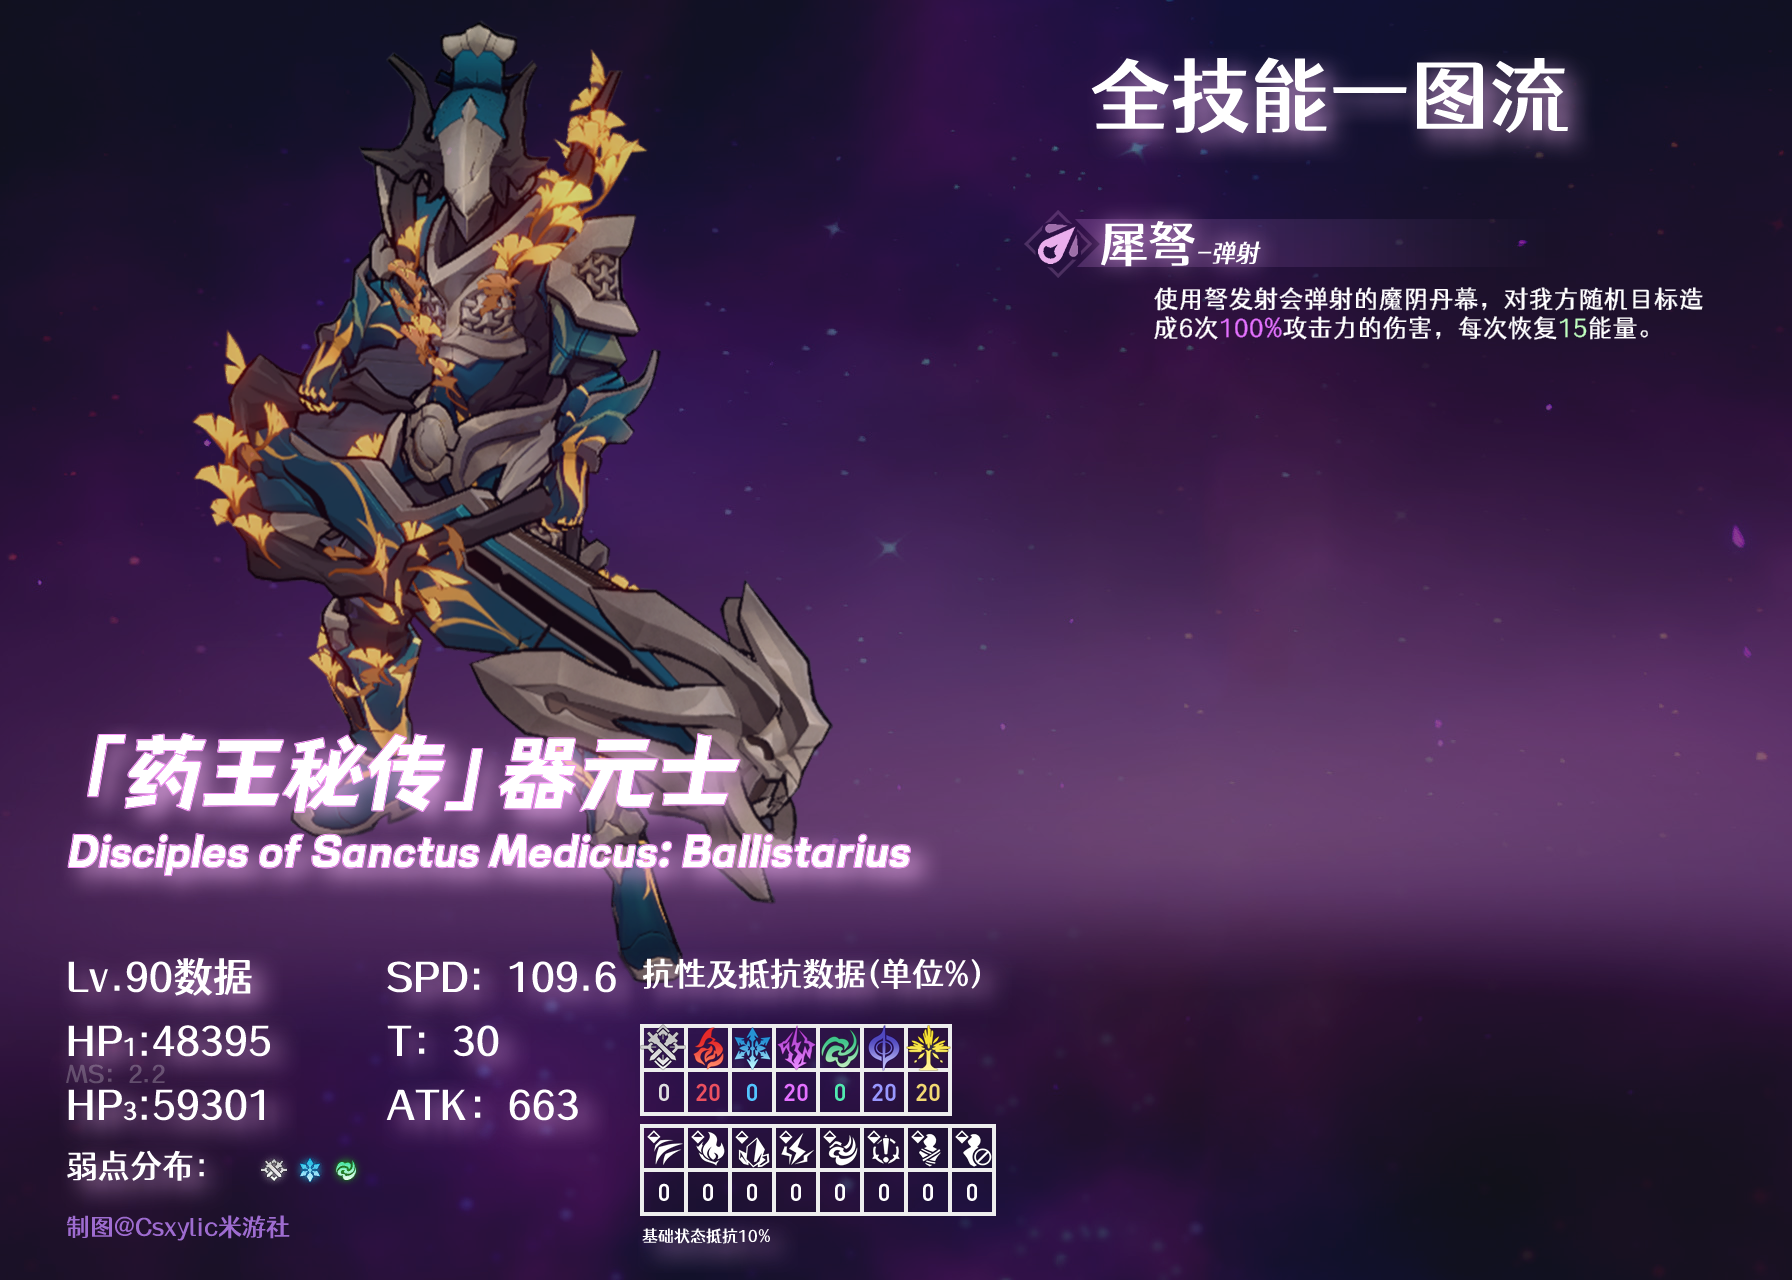 全技能一图流
犀弩-弹射
使用弩发射会弹射的魔阴丹幕，对我方随机目标造
成6次100%攻击力的伤害，每次恢复15能量。
「药王秘传」器元士
Disciples of Sanctus Medicus: Ballistarius
Lv.90数据
SPD：109.6
HP1:48395
T：30
MS：2.2
HP3:59301
ATK：663
弱点分布：
制图@Csxylic米游社
抗性及抵抗数据(单位%)
0 20 0 20 0 20 20
0 0 0 0 0 0 0 0
基础状态抵抗10%